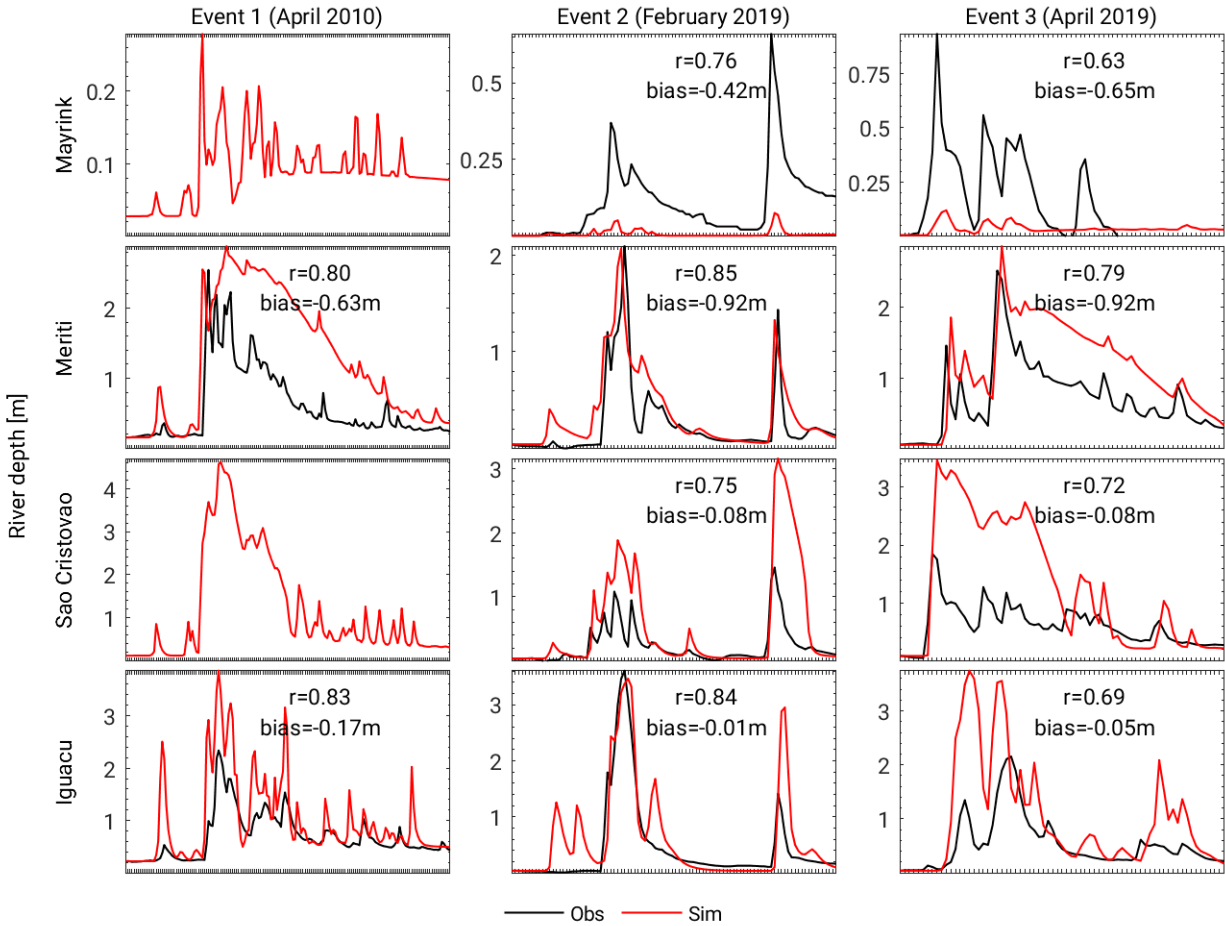 Event 1 (April 2010)
Event 2 (February 2019)
Event 3 (April 2019)
River depth [m]
Mayrink
0.2
0.1
0.5
0.25
r=0.76
bias=-0.42m
0.75
0.5
0.25
r=0.63
bias=-0.65m
Meriti
2
1
r=0.80
bias=-0.63m
2
1
r=0.85
bias=-0.92m
2
1
r=0.79
bias=-0.92m
Sao Cristovao
4
3
2
1
3
2
1
r=0.75
bias=-0.08m
3
2
1
r=0.72
bias=-0.08m
Iguacu
3
2
1
r=0.83
bias=-0.17m
3
2
1
r=0.84
bias=-0.01m
3
2
1
r=0.69
bias=-0.05m
Obs
Sim